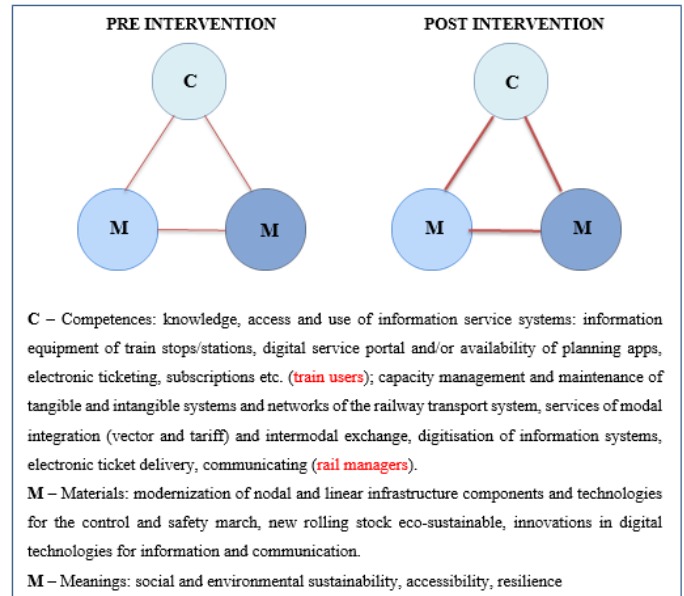 PRE INTERVENTION
POST INTERVENTION
C
C
M
M
M
M
C – Competences: knowledge, access and use of information service systems: information
equipment of train stops/stations, digital service portal and/or availability of planning apps,
electronic ticketing, subscriptions etc. (train users); capacity management and maintenance of
tangible and intangible systems and networks of the railway transport system, services of modal
integration (vector and tariff) and intermodal exchange, digitisation of information systems,
electronic ticket delivery, communicating (rail managers).
M – Materials: modernization of nodal and linear infrastructure components and technologies
for the control and safety march, new rolling stock eco-sustainable, innovations in digital
technologies for information and communication.
M – Meanings: social and environmental sustainability, accessibility, resilience